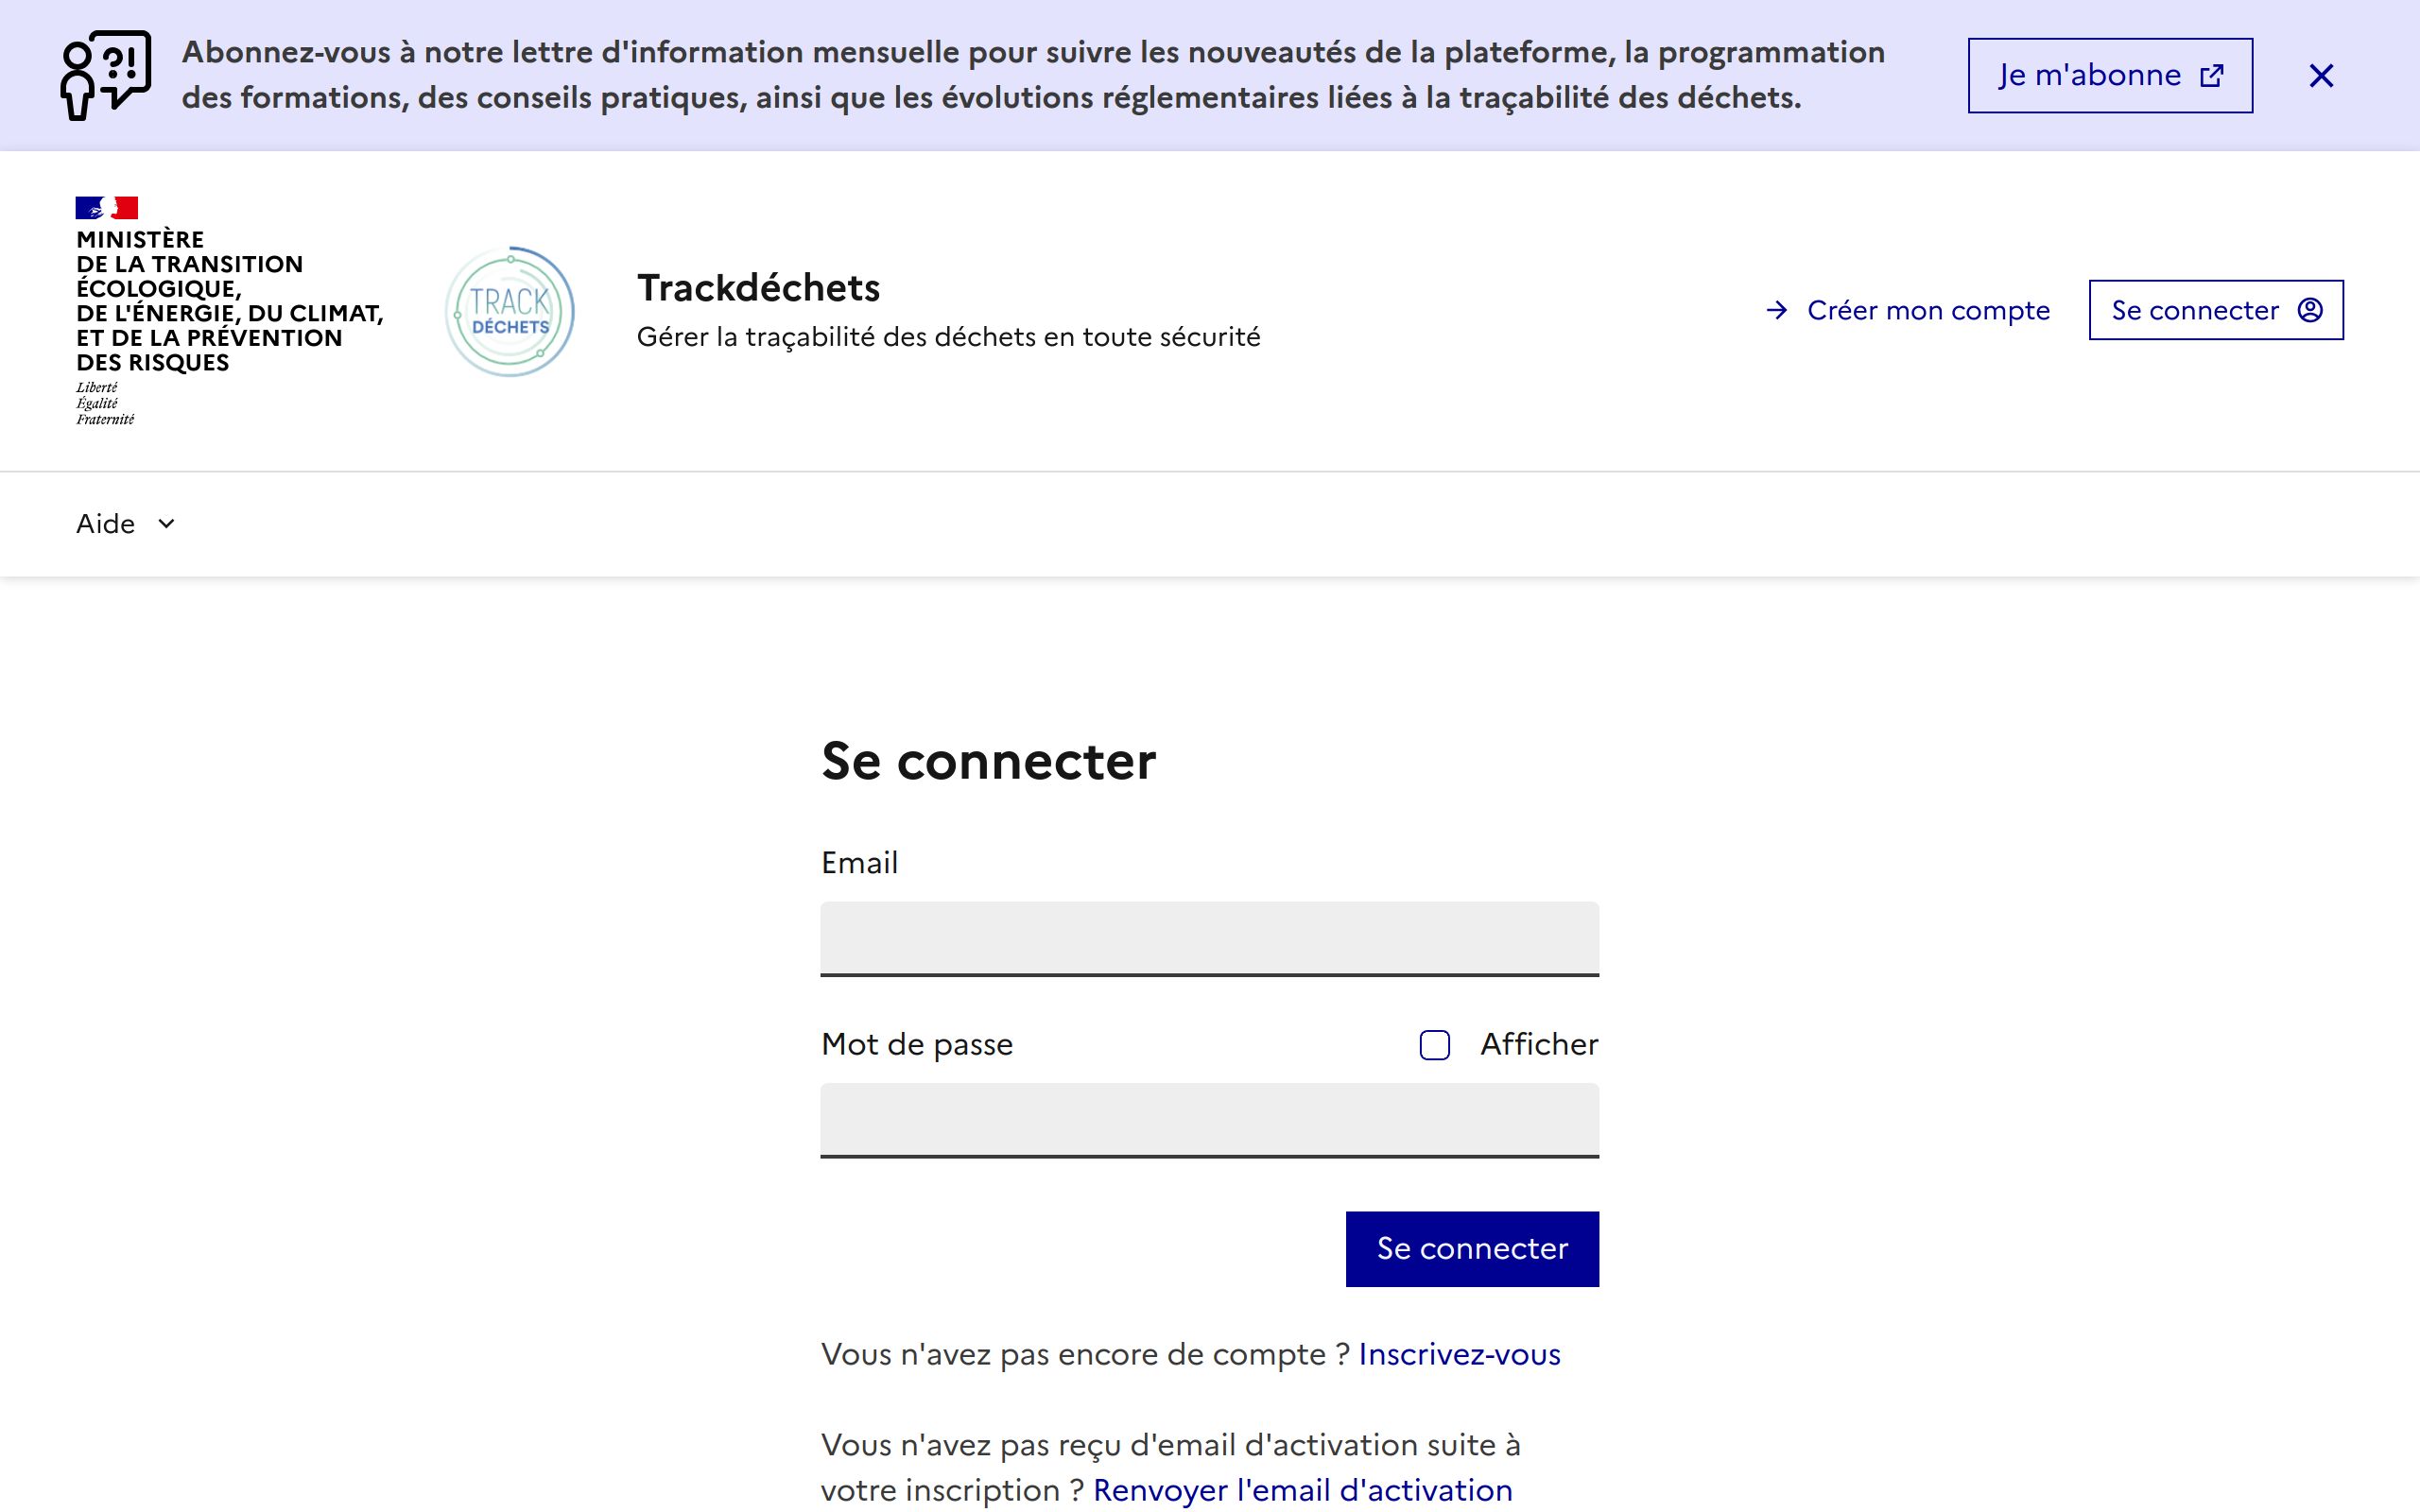 Abonnez-vous à notre lettre d'information mensuelle pour suivre les nouveautés de la plateforme, la programmation
des formations, des conseils pratiques, ainsi que les évolutions réglementaires liées à la traçabilité des déchets.
Je m'abonne
MINISTÈRE
DE LA TRANSITION
ÉCOLOGIQUE,
DE L'ÉNERGIE, DU CLIMAT,
ET DE LA PRÉVENTION
DES RISQUES
Liberté
Égalité
Fraternité
TRACK
DÉCHETS
Trackdéchets
Gérer la traçabilité des déchets en toute sécurité
Créer mon compte
Se connecter
Aide
Se connecter
Email
Mot de passe
Afficher
Se connecter
Vous n'avez pas encore de compte ? Inscrivez-vous
Vous n'avez pas reçu d'email d'activation suite à
votre inscription ? Renvoyer l'email d'activation